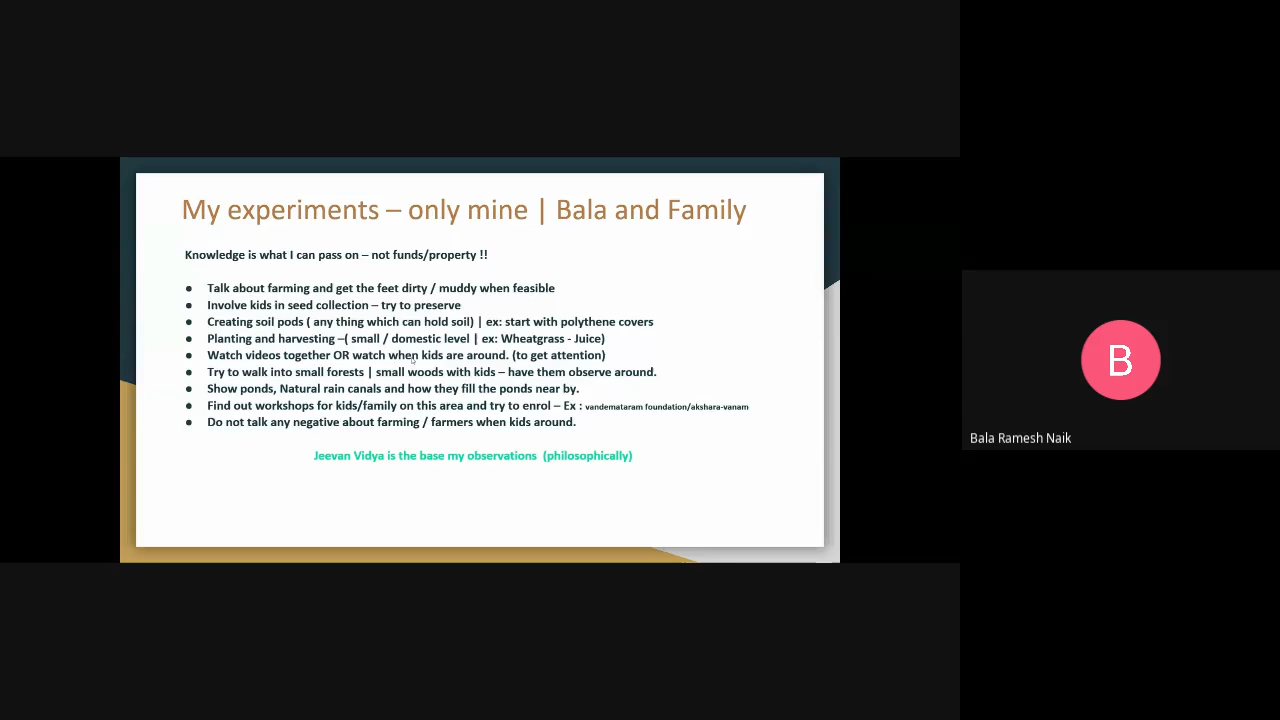 My experiments – only mine | Bala and Family
Knowledge is what I can pass on – not funds/property !!
● Talk about farming and get the feet dirty / muddy when feasible
● Involve kids in seed collection – try to preserve
● Creating soil pods ( any thing which can hold soil) | ex: start with polythene covers
● Planting and harvesting –( small / domestic level | ex: Wheatgrass - Juice)
● Watch videos together OR watch when kids are around. (to get attention)
● Try to walk into small forests | small woods with kids – have them observe around.
● Show ponds, Natural rain canals and how they fill the ponds near by.
● Find out workshops for kids/family on this area and try to enrol – Ex : vandemataram foundation/akshara-vanam
● Do not talk any negative about farming / farmers when kids around.
Jeevan Vidya is the base my observations (philosophically)
B
Bala Ramesh Naik